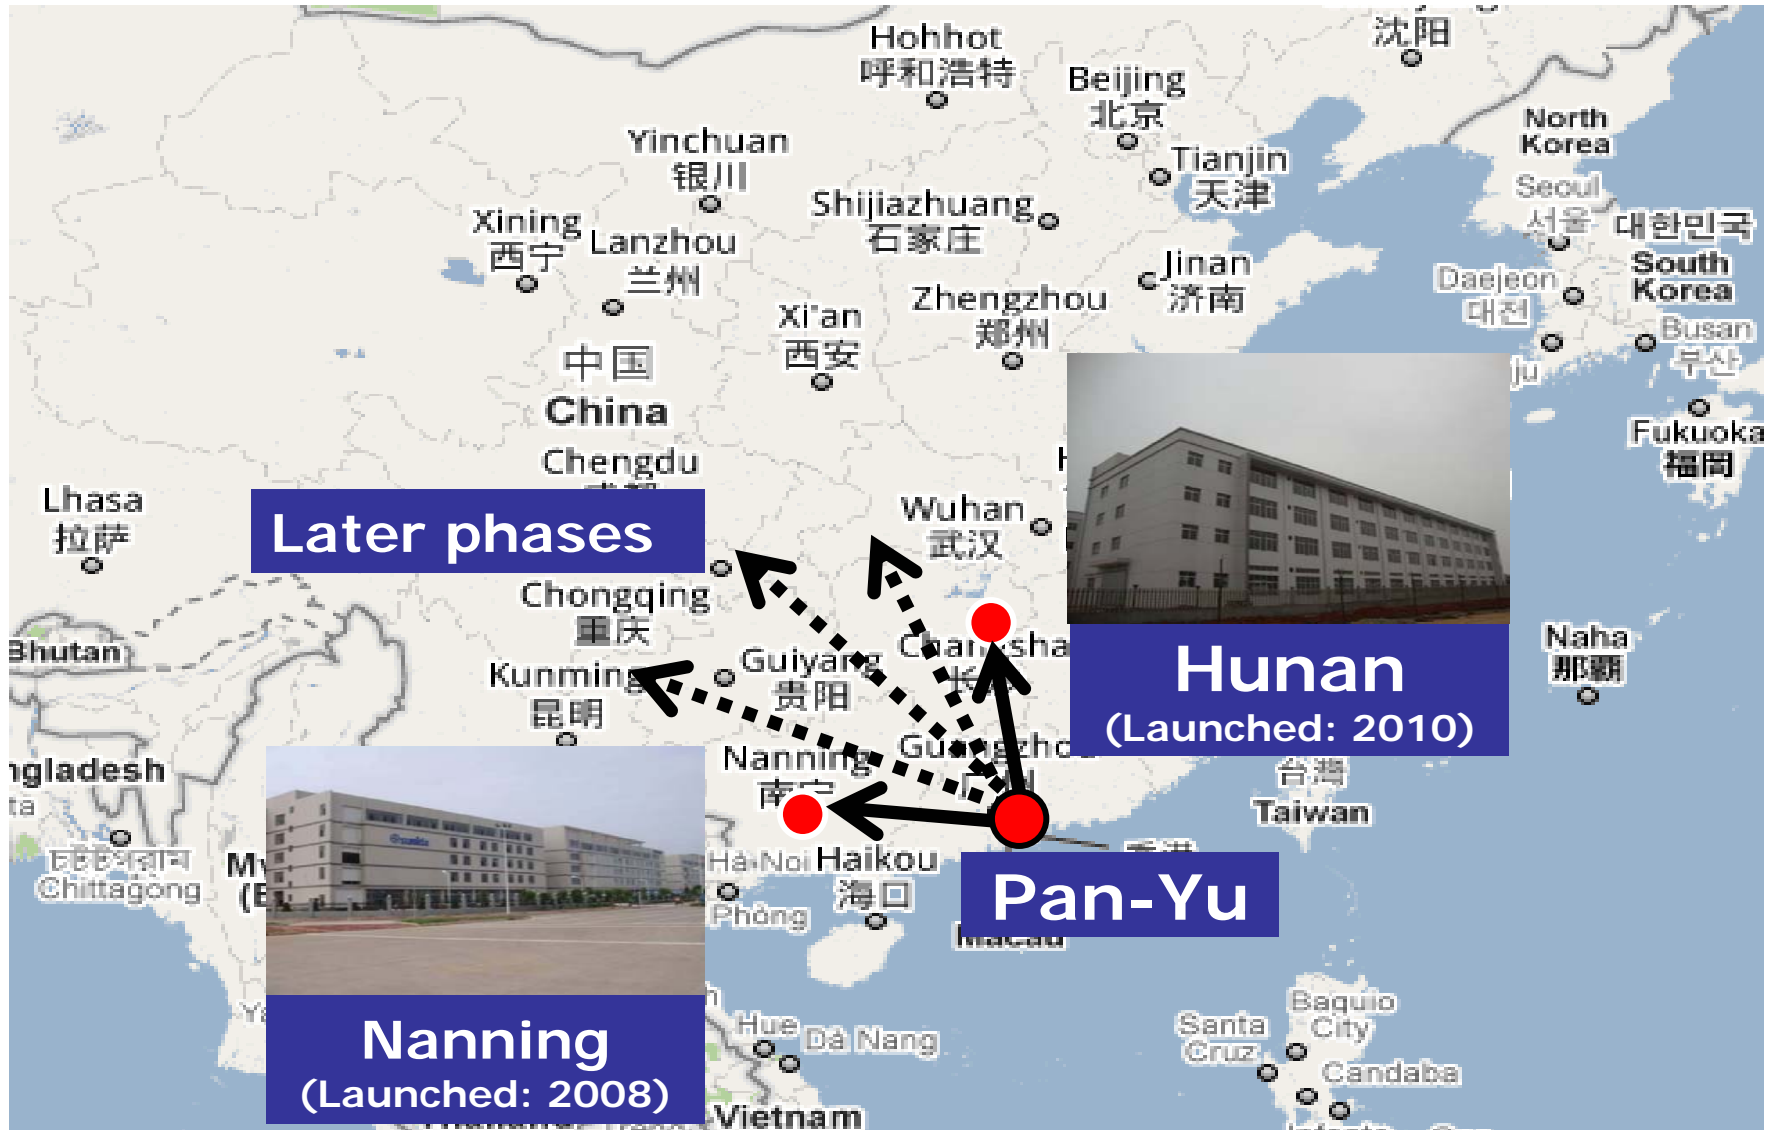 沈阳
Hohhot
呼和浩特
Beijing
北京
North
Korea
Yinchuan
银川
Tianjin
天津
Seoul
서울
Shijiazhuang
石家庄
Xining
西宁
Lanzhou
兰州
대한민국
South
Korea
Jinan
济南
Daejeon
대전
Zhengzhou
郑州
Xi'an
西安
Busan
부산
中国
China
Fukuoka
福岡
Chengdu
Lhasa
拉萨
Later phases
Wuhan
武汉
Chongqing
重庆
Bhutan
Guiyang
贵阳
Kunming
昆明
Hunan
(Launched: 2010)
Naha
那覇
Nanning
台灣
Taiwan
sumida
Chittagong
Ha Noi
Haikou
海口
Phòng
Pan-Yu
Macau
Nanning
(Launched: 2008)
Hue
Da Nang
Baguio
City
Santa
Cruz
Candaba
Vietnam